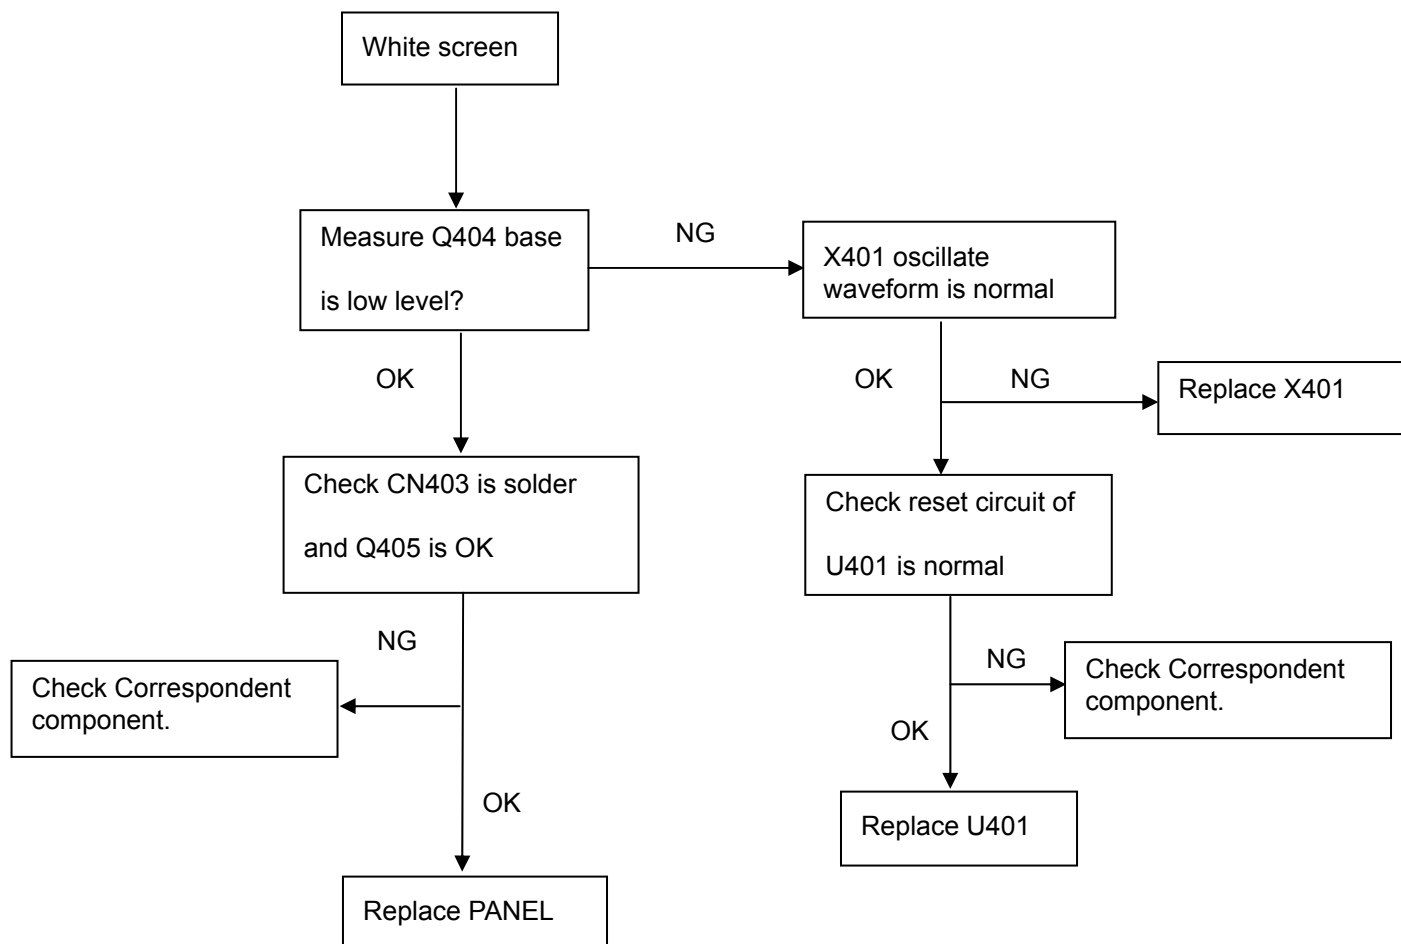 White screen
Measure Q404 base
is low level?
NG
X401 oscillate
waveform is normal
OK
OK
NG
Replace X401
Check CN403 is solder
and Q405 is OK
Check reset circuit of
U401 is normal
NG
Check Correspondent
component.
NG
Check Correspondent
component.
OK
OK
Replace U401
Replace PANEL